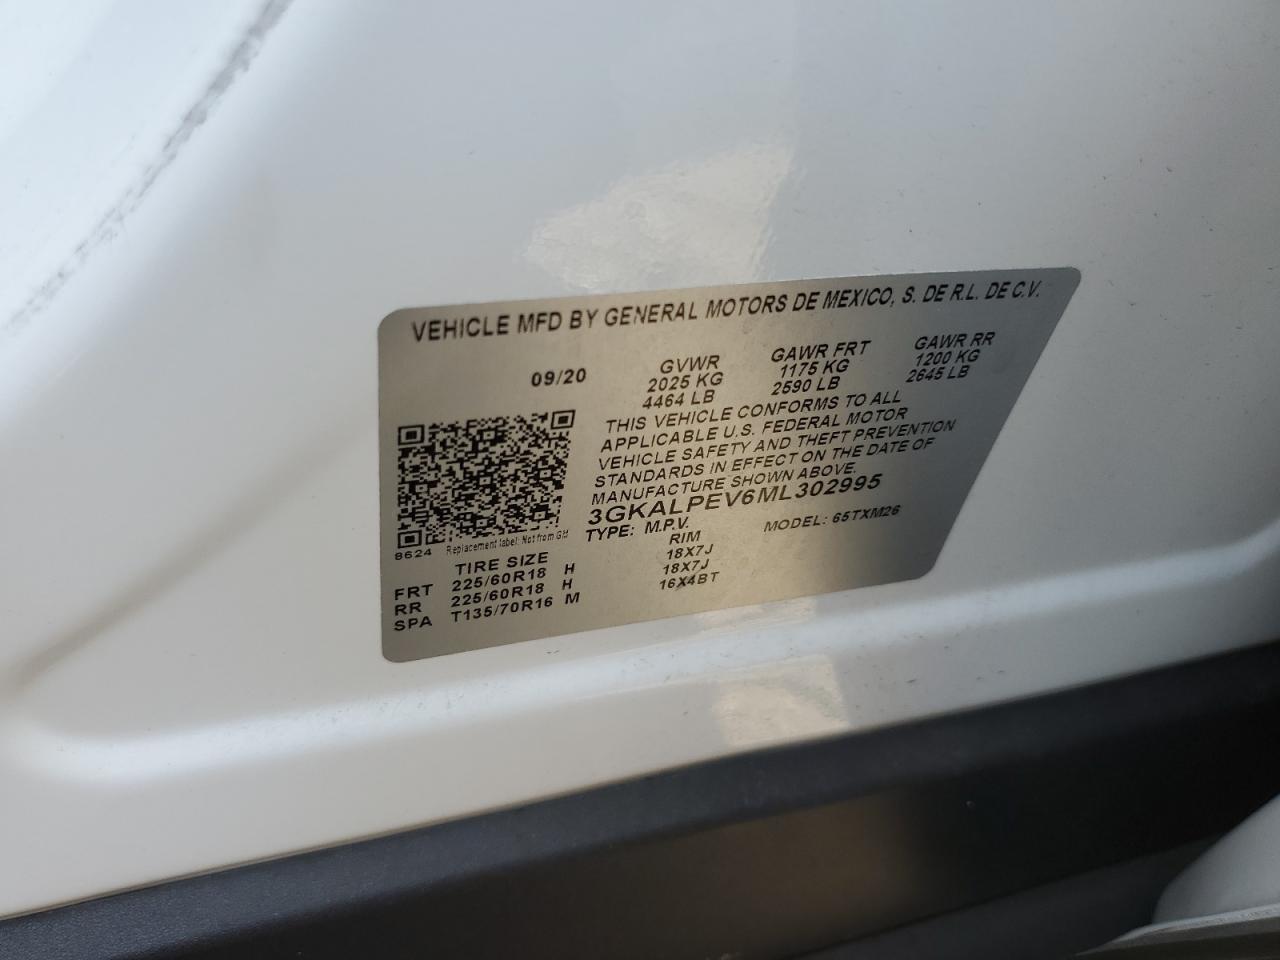 VEHICLE MFD BY GENERAL MOTORS DE MEXICO, S. DE R.L. DE C.V.
09/20
GVWR
2025 KG
4464 LB
GAWR FRT
1175 KG
2590 LB
GAWR RR
1200 KG
2645 LB
THIS VEHICLE CONFORMS TO ALL
APPLICABLE U.S. FEDERAL MOTOR
VEHICLE SAFETY AND THEFT PREVENTION
STANDARDS IN EFFECT ON THE DATE OF
MANUFACTURE SHOWN ABOVE.
3GKALPEV6ML302995
TYPE: M.P.V. MODEL: 65TXM26
8624 Replacement label: Not from GM
TIRE SIZE RIM
FRT 225/60R18 H 18X7J
RR 225/60R18 H 18X7J
SPA T135/70R16 M 16X4BT